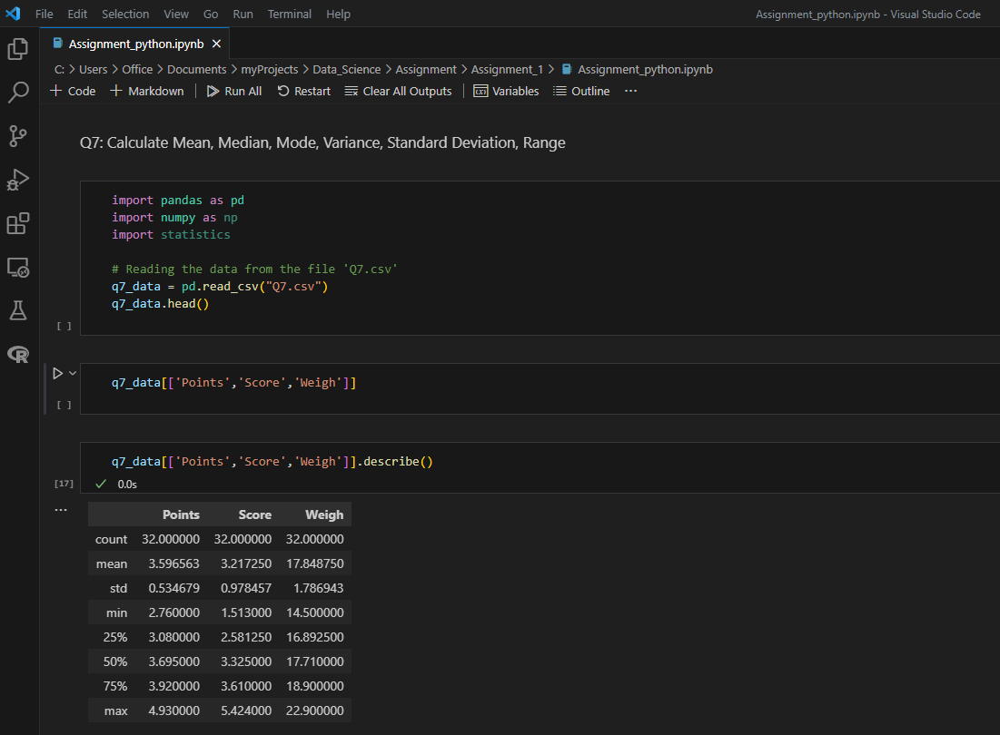 File Edit Selection View Go Run Terminal Help Assignment_python.ipynb - Visual Studio Code
Assignment_python.ipynb
C: > Users > Office > Documents > myProjects > Data_Science > Assignment > Assignment_1 > Assignment_python.ipynb
+ Code + Markdown | Run All Restart Clear All Outputs | Variables Outline ...
Q7: Calculate Mean, Median, Mode, Variance, Standard Deviation, Range
import pandas as pd
import numpy as np
import statistics
# Reading the data from the file 'Q7.csv'
q7_data = pd.read_csv("Q7.csv")
q7_data.head()
[ ]
q7_data[['Points','Score','Weigh']]
[ ]
q7_data[['Points','Score','Weigh']].describe()
[17] ✓ 0.0s
...
Points Score Weigh
count 32.000000 32.000000 32.000000
mean 3.596563 3.217250 17.848750
std 0.534679 0.978457 1.786943
min 2.760000 1.513000 14.500000
25% 3.080000 2.581250 16.892500
50% 3.695000 3.325000 17.710000
75% 3.920000 3.610000 18.900000
max 4.930000 5.424000 22.900000